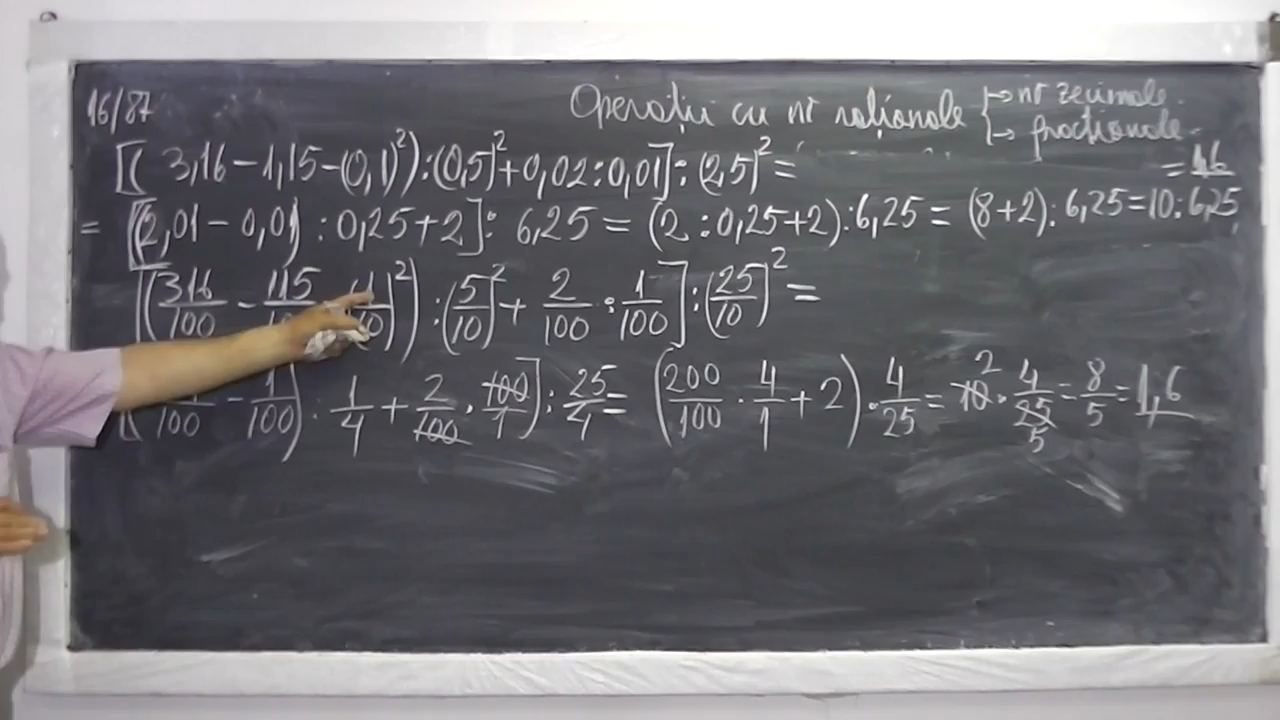 16/87
Operații cu nr raționale { → nr zecimale.
→ fracționale.
[(3,16-1,15-(0,1)²):(0,5)²+0,02:0,01]:(2,5)²=
=1,6
= [(2,01-0,01):0,25+2]: 6,25 = (2:0,25+2):6,25 = (8+2):6,25=10:6,25
[(316/100 - 115/10 1/10)²):(5/10)²+ 2/100 : 1/100]:(25/10)²=
/100 - 1/100) · 1/4 + 2/100 · 100/1]: 25/4 = (200/100 · 4/1 + 2) · 4/25 = 10 2 · 4/25 5 = 8/5 = 1,6